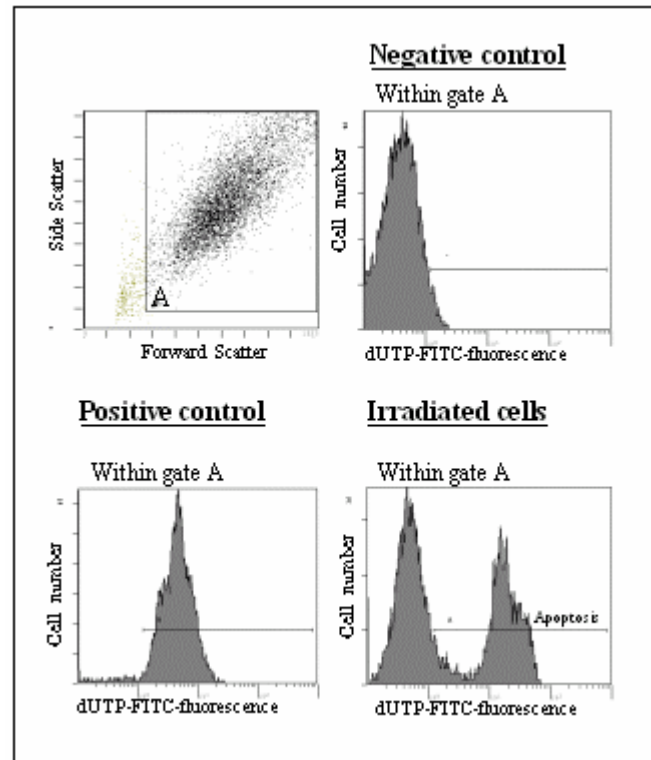 Negative control
Within gate A
Side Scatter
A
Forward Scatter
Cell number
dUTP-FITC-fluorescence
Positive control
Within gate A
Cell number
dUTP-FITC-fluorescence
Irradiated cells
Within gate A
Cell number
Apoptosis
dUTP-FITC-fluorescence